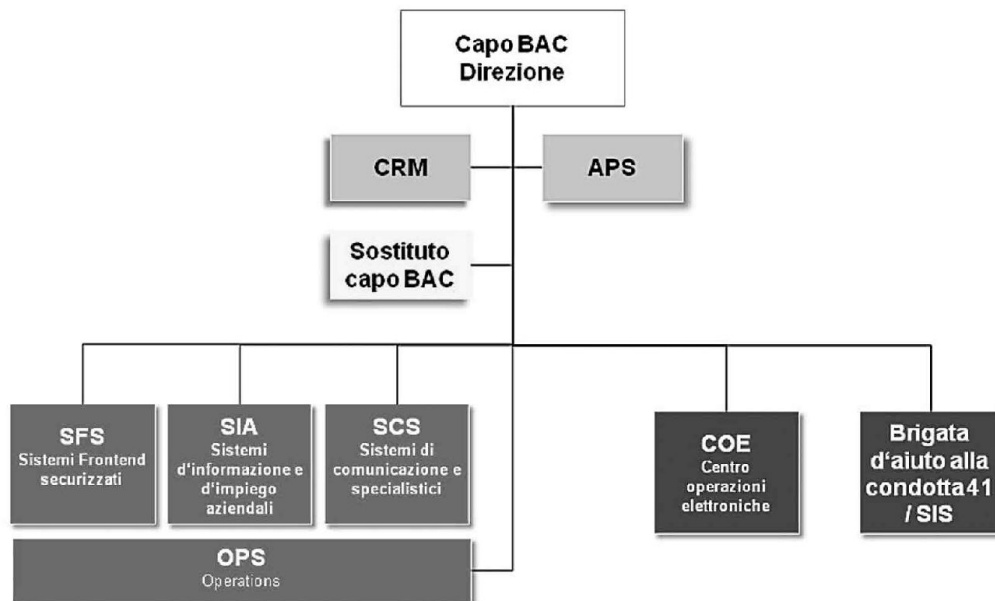 Capo BAC
Direzione
CRM
APS
Sostituto
capo BAC
SFS
Sistemi Frontend
securizzati
SIA
Sistemi
d'informazione e
d'impiego
aziendali
SCS
Sistemi di
comunicazione e
specialistici
COE
Centro
operazioni
elettroniche
Brigata
d'aiuto alla
condotta 41
/ SIS
OPS
Operations